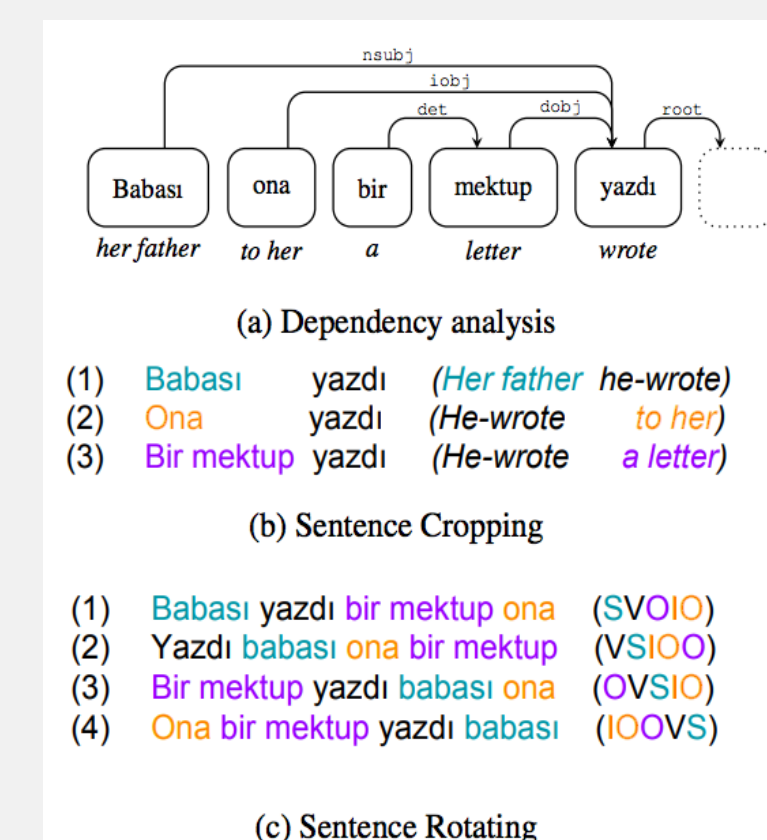 nsubj
iobj
det dobj root
Babası ona bir mektup yazdı
her father to her a letter wrote
(a) Dependency analysis
(1) Babası yazdı (Her father he-wrote)
(2) Ona yazdı (He-wrote to her)
(3) Bir mektup yazdı (He-wrote a letter)
(b) Sentence Cropping
(1) Babası yazdı bir mektup ona (SVOIO)
(2) Yazdı babası ona bir mektup (VSIOO)
(3) Bir mektup yazdı babası ona (OVSIO)
(4) Ona bir mektup yazdı babası (IOOVS)
(c) Sentence Rotating